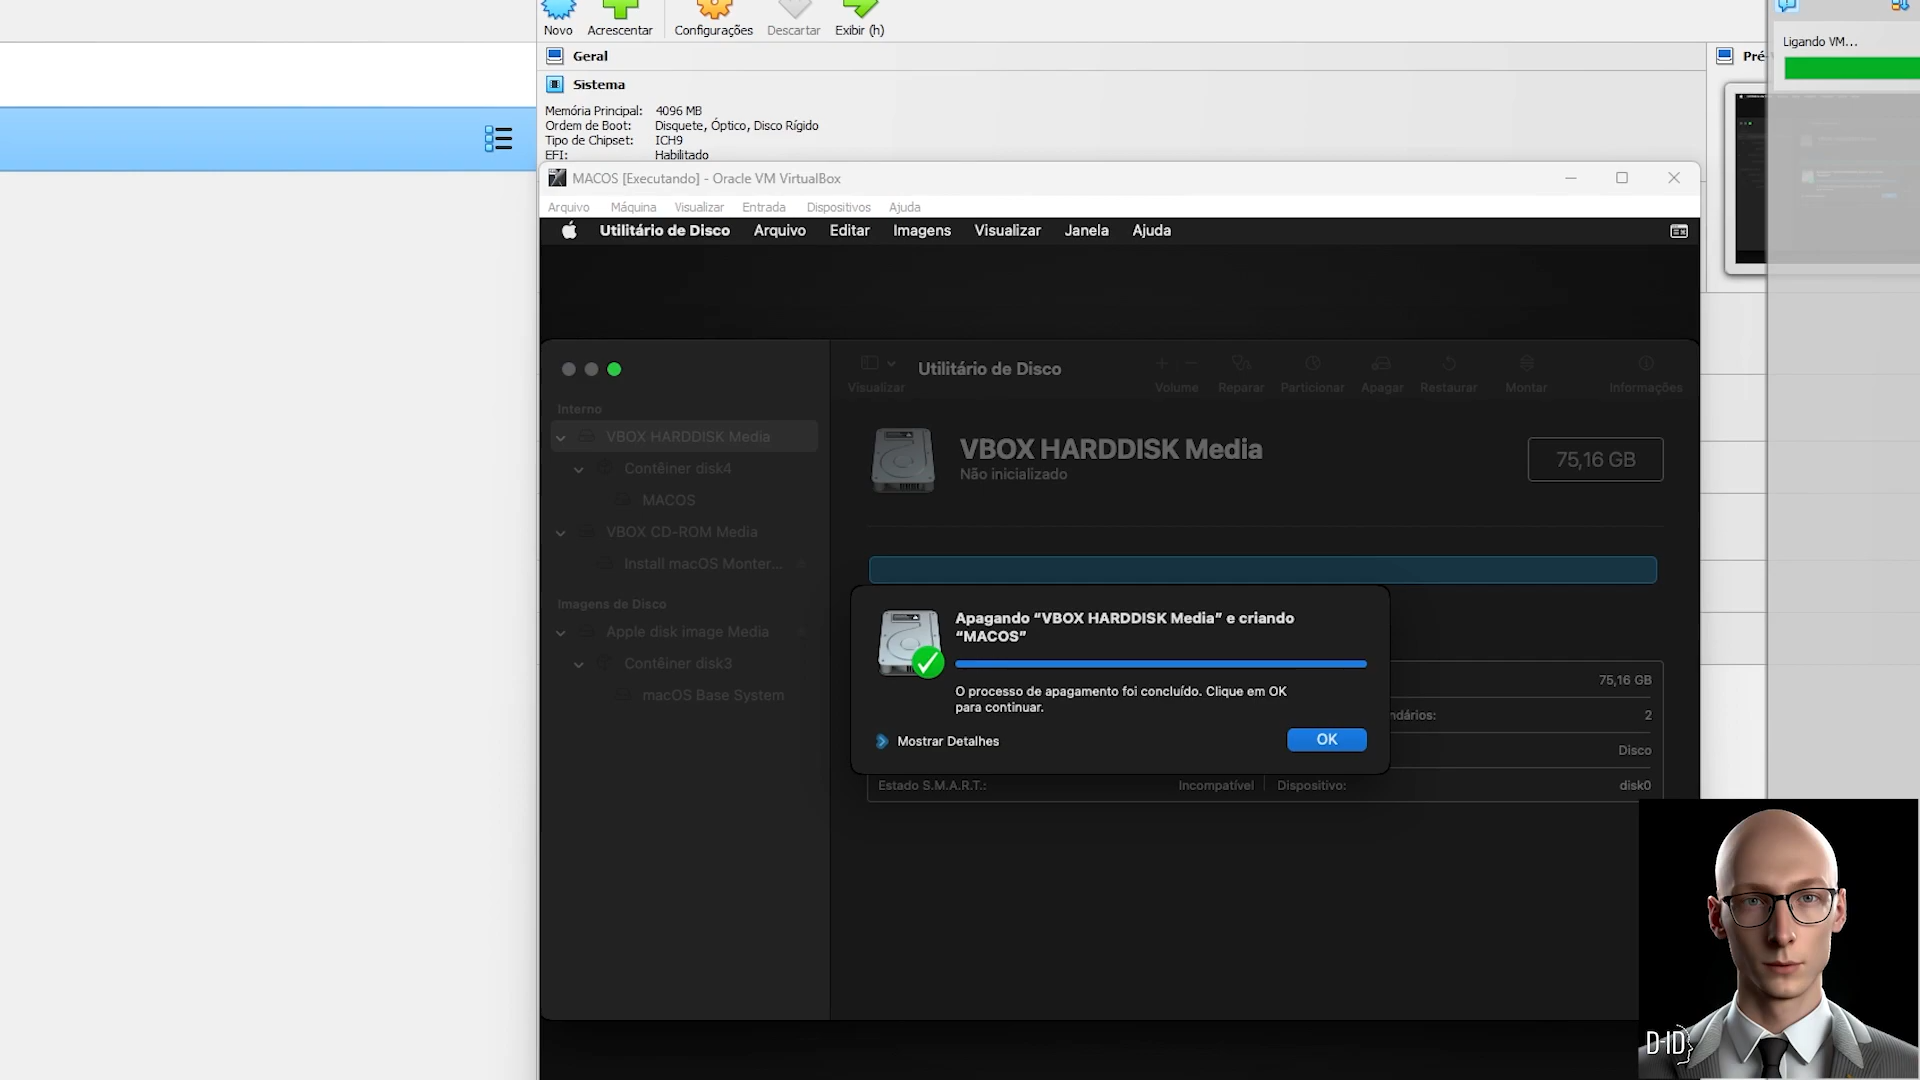 Novo Acrescentar Configurações Descartar Exibir (h)
Ligando VM...
Geral
Sistema
Memória Principal: 4096 MB
Ordem de Boot: Disquete, Óptico, Disco Rígido
Tipo de Chipset: ICH9
EFI: Habilitado
MACOS [Executando] - Oracle VM VirtualBox
Arquivo Máquina Visualizar Entrada Dispositivos Ajuda
Utilitário de Disco Arquivo Editar Imagens Visualizar Janela Ajuda
Utilitário de Disco
Visualizar Volume Reparar Particionar Apagar Restaurar Montar Informações
Interno
VBOX HARDDISK Media
Contêiner disk4
MACOS
VBOX CD-ROM Media
Install macOS Monter...
Imagens de Disco
Apple disk image Media
Contêiner disk3
macOS Base System
VBOX HARDDISK Media
Não inicializado
75,16 GB
Apagando “VBOX HARDDISK Media” e criando
“MACOS”
O processo de apagamento foi concluído. Clique em OK
para continuar.
Mostrar Detalhes
OK
75,16 GB
ndários: 2
Disco
Estado S.M.A.R.T.: Incompatível Dispositivo: disk0
D-ID